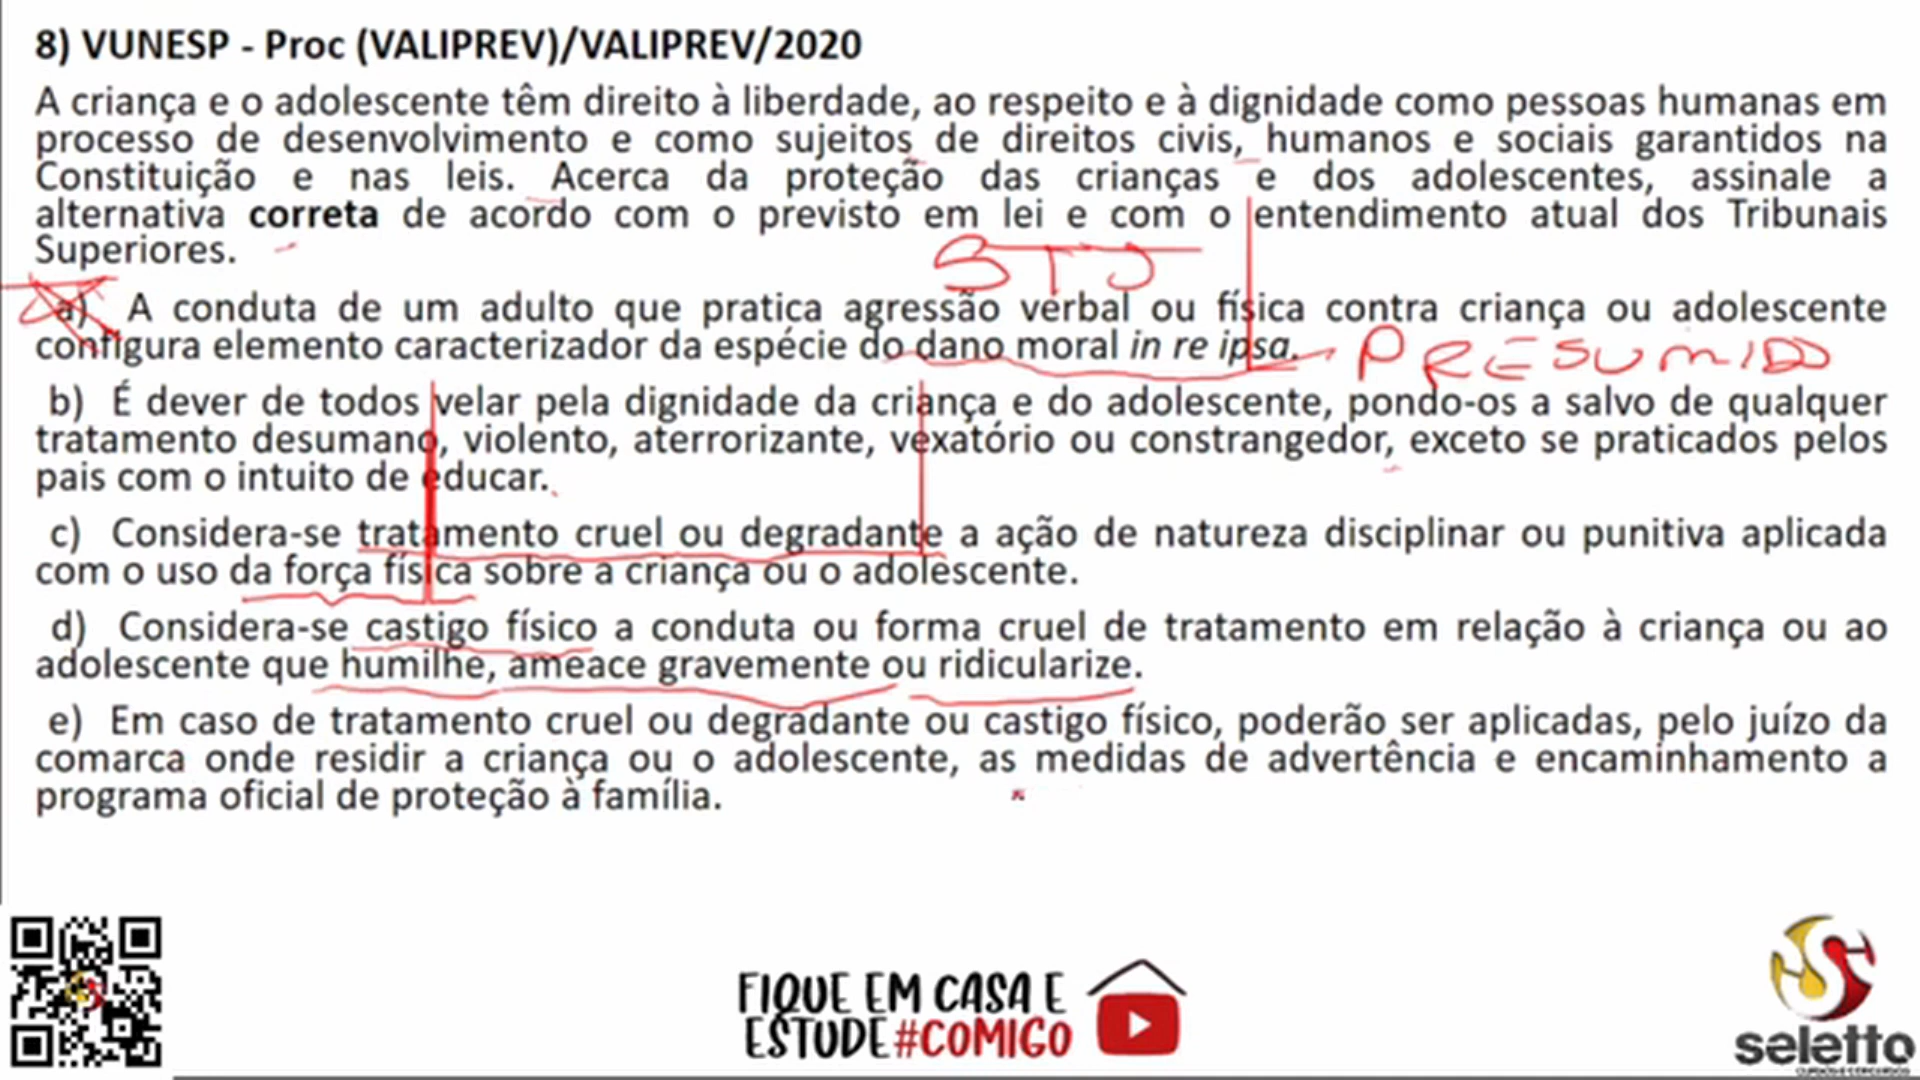 8) VUNESP - Proc (VALIPREV)/VALIPREV/2020
A criança e o adolescente têm direito à liberdade, ao respeito e à dignidade como pessoas humanas em
processo de desenvolvimento e como sujeitos de direitos civis, humanos e sociais garantidos na
Constituição e nas leis. Acerca da proteção das crianças e dos adolescentes, assinale a
alternativa correta de acordo com o previsto em lei e com o entendimento atual dos Tribunais
Superiores.
STJ
a) A conduta de um adulto que pratica agressão verbal ou física contra criança ou adolescente
configura elemento caracterizador da espécie do dano moral in re ipsa.
PRESUMIDO
b) É dever de todos velar pela dignidade da criança e do adolescente, pondo-os a salvo de qualquer
tratamento desumano, violento, aterrorizante, vexatório ou constrangedor, exceto se praticados pelos
pais com o intuito de educar.
c) Considera-se tratamento cruel ou degradante a ação de natureza disciplinar ou punitiva aplicada
com o uso da força física sobre a criança ou o adolescente.
d) Considera-se castigo físico a conduta ou forma cruel de tratamento em relação à criança ou ao
adolescente que humilhe, ameace gravemente ou ridicularize.
e) Em caso de tratamento cruel ou degradante ou castigo físico, poderão ser aplicadas, pelo juízo da
comarca onde residir a criança ou o adolescente, as medidas de advertência e encaminhamento a
programa oficial de proteção à família.
FIQUE EM CASA E
ESTUDE #COMIGO
seletto
CURSOS E CONCURSOS